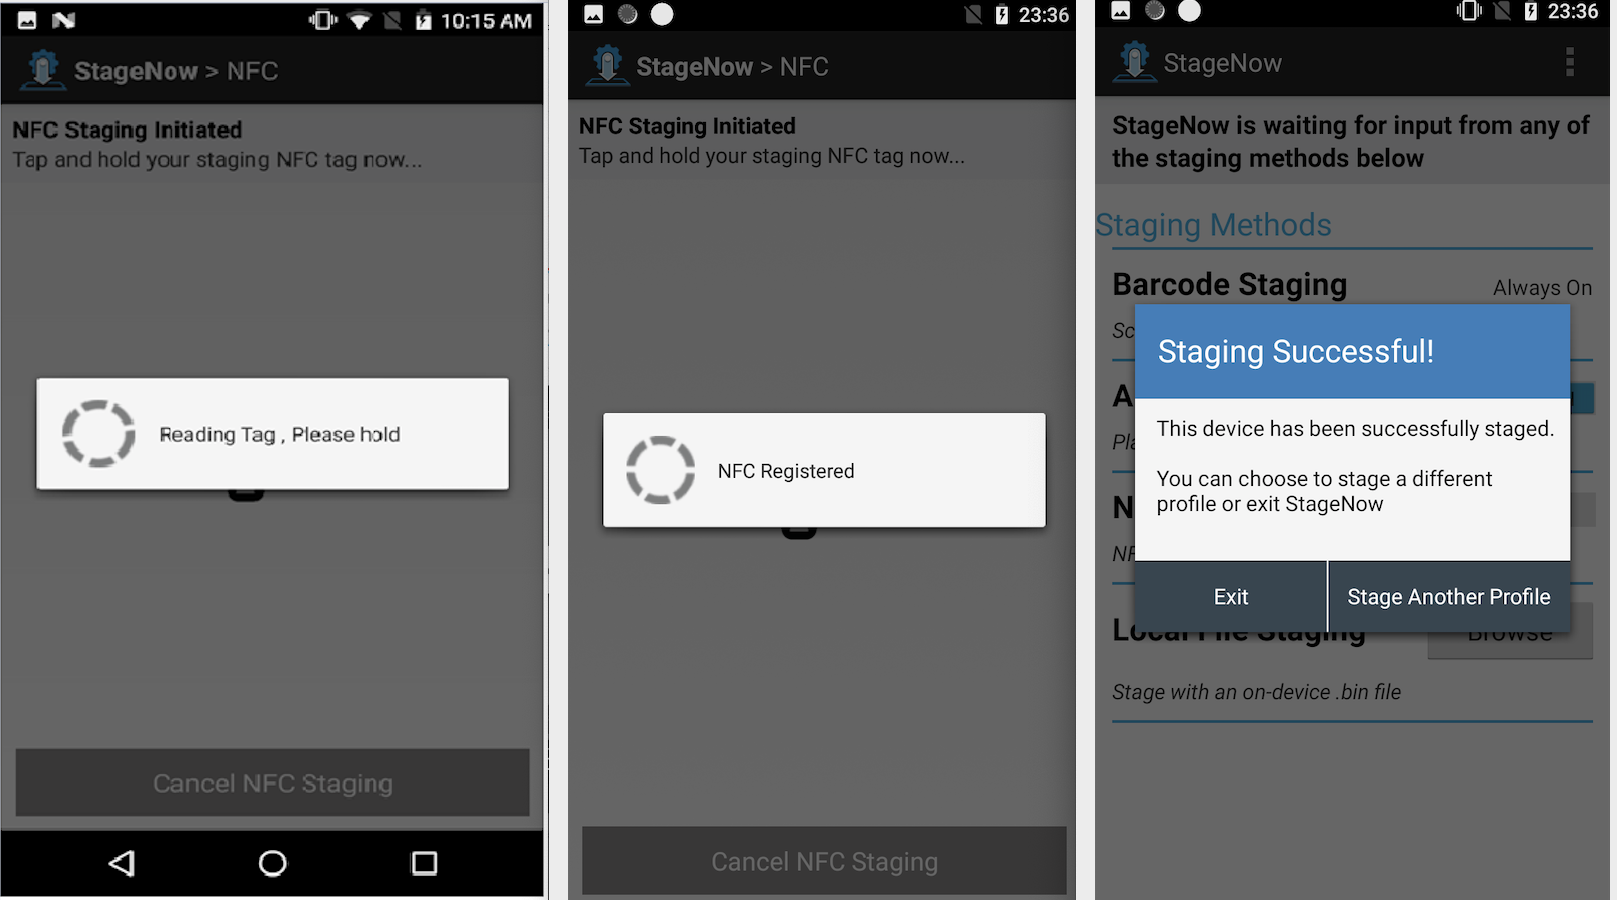 10:15 AM
StageNow > NFC
NFC Staging Initiated
Tap and hold your staging NFC tag now...
Reading Tag , Please hold
Cancel NFC Staging
23:36
StageNow > NFC
NFC Staging Initiated
Tap and hold your staging NFC tag now...
NFC Registered
Cancel NFC Staging
23:36
StageNow
StageNow is waiting for input from any of
the staging methods below
Staging Methods
Barcode Staging
Always On
Sc
Staging Successful!
A
This device has been successfully staged.
Pla
You can choose to stage a different
profile or exit StageNow
N
NF
Exit
Stage Another Profile
Local File Staging
Browse
Stage with an on-device .bin file